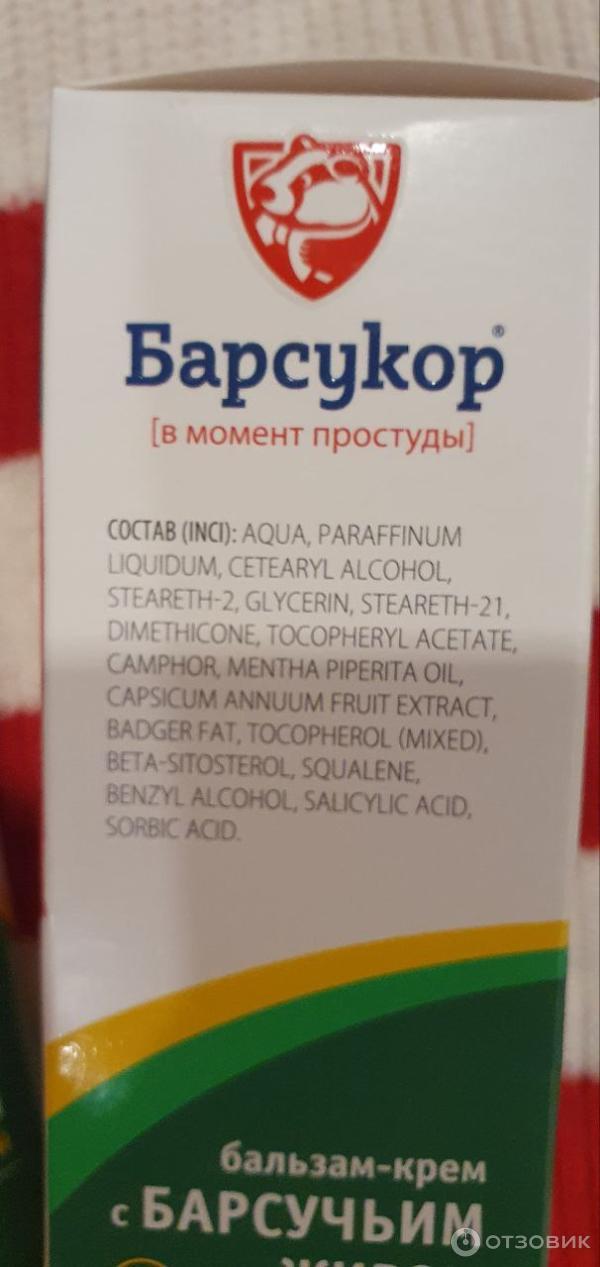 Барсукор®
[в момент простуды]
СОСТАВ (INCI): AQUA, PARAFFINUM
LIQUIDUM, CETEARYL ALCOHOL,
STEARETH-2, GLYCERIN, STEARETH-21,
DIMETHICONE, TOCOPHERYL ACETATE,
CAMPHOR, MENTHA PIPERITA OIL,
CAPSICUM ANNUUM FRUIT EXTRACT,
BADGER FAT, TOCOPHEROL (MIXED),
BETA-SITOSTEROL, SQUALENE,
BENZYL ALCOHOL, SALICYLIC ACID,
SORBIC ACID.
бальзам-крем
с БАРСУЧЬИМ
ОТЗОВИК